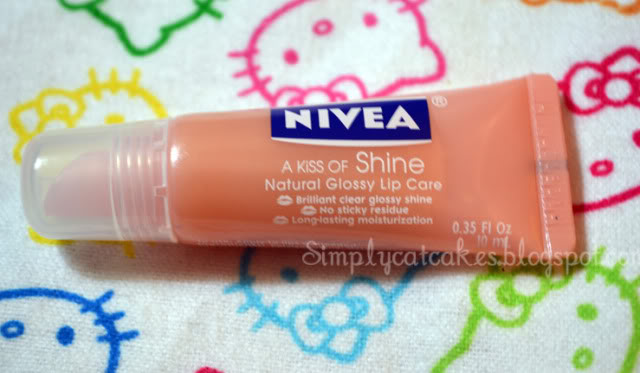 NIVEA®
A KISS OF Shine
Natural Glossy Lip Care
Brilliant clear glossy shine
No sticky residue
Long-lasting moisturization
0.35 Fl Oz
10 ml
Simplycatcakes.blogspot.co